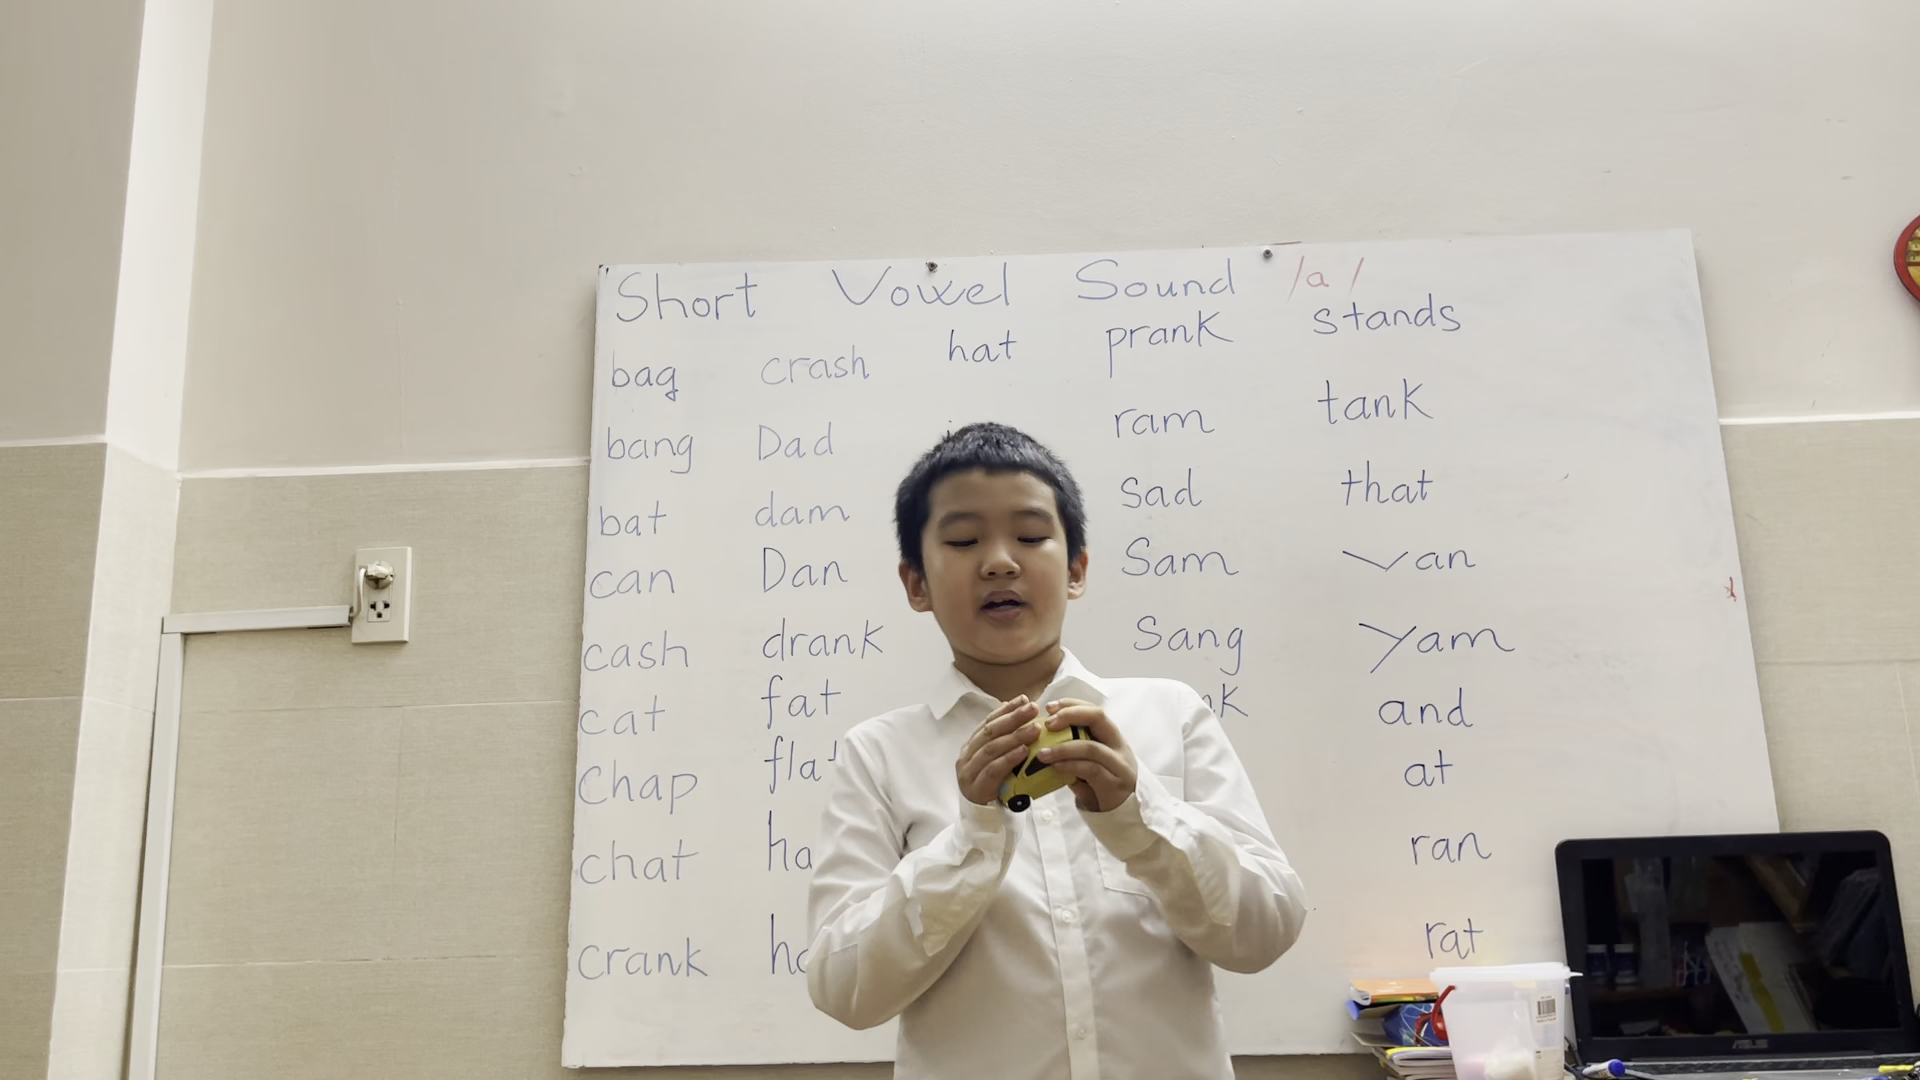 Short Vowel Sound /a/
bag crash hat prank stands
bang Dad ram tank
bat dam sad that
can Dan Sam van
cash drank Sang yam
cat fat and
Chap at
chat ran
crank rat
ASUS